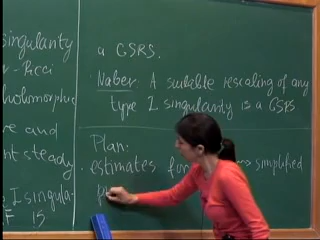 singularity
- Ricci
holomorphic
e and
nt steady
I singula-
F 15
a GSRS.
Naber: A suitable rescaling of any
type I singularity is a GSRS
Plan:
estimates for simplified